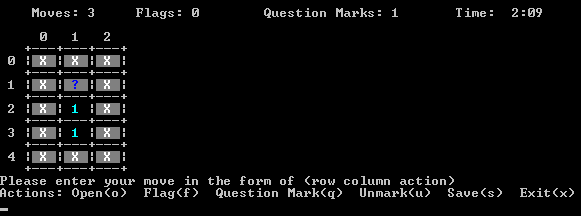 Moves: 3 Flags: 0 Question Marks: 1 Time: 2:09
0 1 2
+---+---+---+
0 ¦ X ¦ X ¦ X ¦
+---+---+---+
1 ¦ X ¦ ? ¦ X ¦
+---+---+---+
2 ¦ X ¦ 1 ¦ X ¦
+---+---+---+
3 ¦ X ¦ 1 ¦ X ¦
+---+---+---+
4 ¦ X ¦ X ¦ X ¦
+---+---+---+
Please enter your move in the form of (row column action)
Actions: Open(o) Flag(f) Question Mark(q) Unmark(u) Save(s) Exit(x)